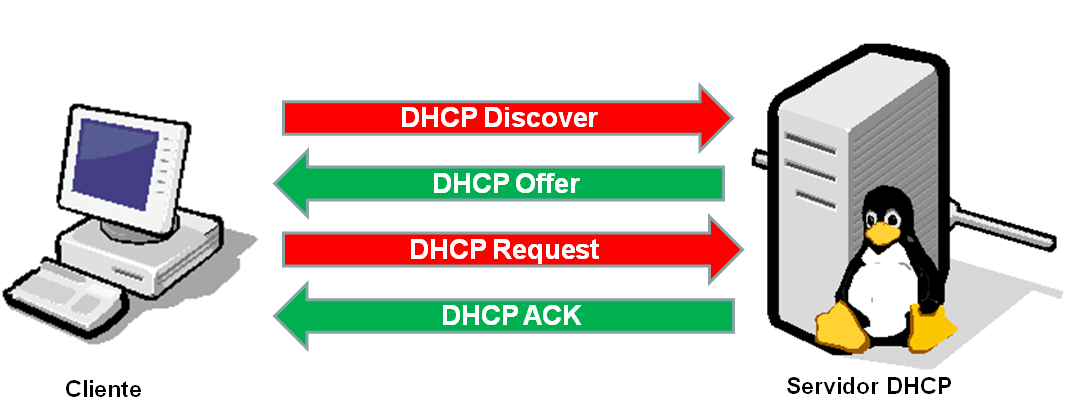 DHCP Discover
DHCP Offer
DHCP Request
DHCP ACK
Cliente
Servidor DHCP